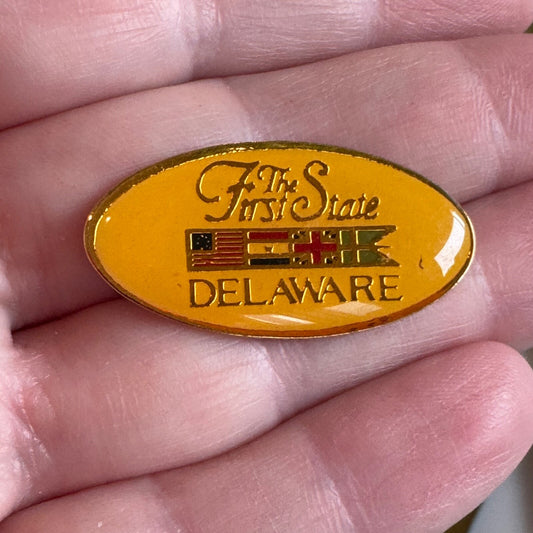 The
First State
DELAWARE